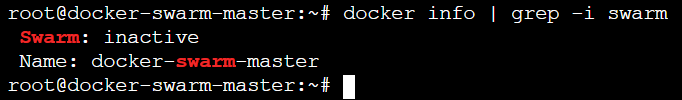 root@docker-swarm-master:~# docker info | grep -i swarm
Swarm: inactive
Name: docker-swarm-master
root@docker-swarm-master:~#